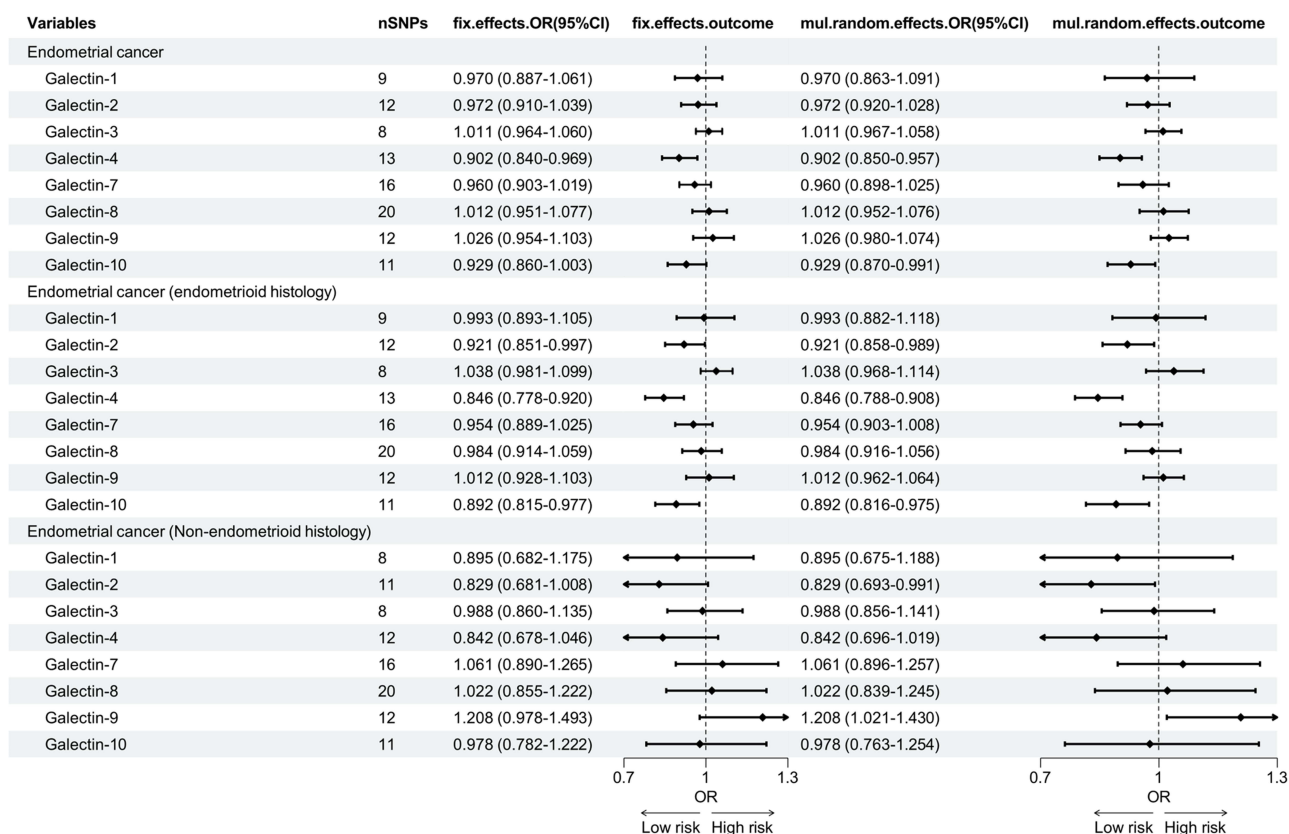 Variables nSNPs fix.effects.OR(95%CI) fix.effects.outcome mul.random.effects.OR(95%CI) mul.random.effects.outcome
Endometrial cancer
Galectin-1 9 0.970 (0.887-1.061) 0.970 (0.863-1.091)
Galectin-2 12 0.972 (0.910-1.039) 0.972 (0.920-1.028)
Galectin-3 8 1.011 (0.964-1.060) 1.011 (0.967-1.058)
Galectin-4 13 0.902 (0.840-0.969) 0.902 (0.850-0.957)
Galectin-7 16 0.960 (0.903-1.019) 0.960 (0.898-1.025)
Galectin-8 20 1.012 (0.951-1.077) 1.012 (0.952-1.076)
Galectin-9 12 1.026 (0.954-1.103) 1.026 (0.980-1.074)
Galectin-10 11 0.929 (0.860-1.003) 0.929 (0.870-0.991)
Endometrial cancer (endometrioid histology)
Galectin-1 9 0.993 (0.893-1.105) 0.993 (0.882-1.118)
Galectin-2 12 0.921 (0.851-0.997) 0.921 (0.858-0.989)
Galectin-3 8 1.038 (0.981-1.099) 1.038 (0.968-1.114)
Galectin-4 13 0.846 (0.778-0.920) 0.846 (0.788-0.908)
Galectin-7 16 0.954 (0.889-1.025) 0.954 (0.903-1.008)
Galectin-8 20 0.984 (0.914-1.059) 0.984 (0.916-1.056)
Galectin-9 12 1.012 (0.928-1.103) 1.012 (0.962-1.064)
Galectin-10 11 0.892 (0.815-0.977) 0.892 (0.816-0.975)
Endometrial cancer (Non-endometrioid histology)
Galectin-1 8 0.895 (0.682-1.175) 0.895 (0.675-1.188)
Galectin-2 11 0.829 (0.681-1.008) 0.829 (0.693-0.991)
Galectin-3 8 0.988 (0.860-1.135) 0.988 (0.856-1.141)
Galectin-4 12 0.842 (0.678-1.046) 0.842 (0.696-1.019)
Galectin-7 16 1.061 (0.890-1.265) 1.061 (0.896-1.257)
Galectin-8 20 1.022 (0.855-1.222) 1.022 (0.839-1.245)
Galectin-9 12 1.208 (0.978-1.493) 1.208 (1.021-1.430)
Galectin-10 11 0.978 (0.782-1.222) 0.978 (0.763-1.254)
0.7 1 1.3 0.7 1 1.3
OR OR
Low risk High risk Low risk High risk